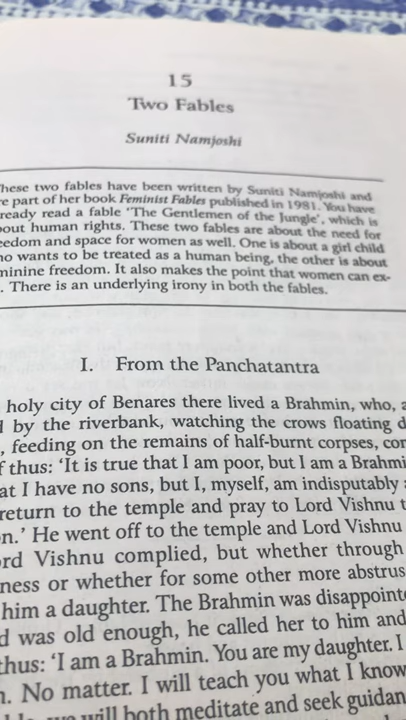 15
Two Fables
Suniti Namjoshi
hese two fables have been written by Suniti Namjoshi and
e part of her book Feminist Fables published in 1981. You have
ready read a fable 'The Gentlemen of the Jungle', which is
out human rights. These two fables are about the need for
eedom and space for women as well. One is about a girl child
ho wants to be treated as a human being, the other is about
minine freedom. It also makes the point that women can ex-
. There is an underlying irony in both the fables.
I. From the Panchatantra
holy city of Benares there lived a Brahmin, who, a
d by the riverbank, watching the crows floating d
, feeding on the remains of half-burnt corpses, con
f thus: 'It is true that I am poor, but I am a Brahmi
at I have no sons, but I, myself, am indisputably
return to the temple and pray to Lord Vishnu t
n.' He went off to the temple and Lord Vishnu
ord Vishnu complied, but whether through
ness or whether for some other more abstrus
him a daughter. The Brahmin was disappointe
d was old enough, he called her to him and
thus: 'I am a Brahmin. You are my daughter. I
n. No matter. I will teach you what I know
will both meditate and seek guidan